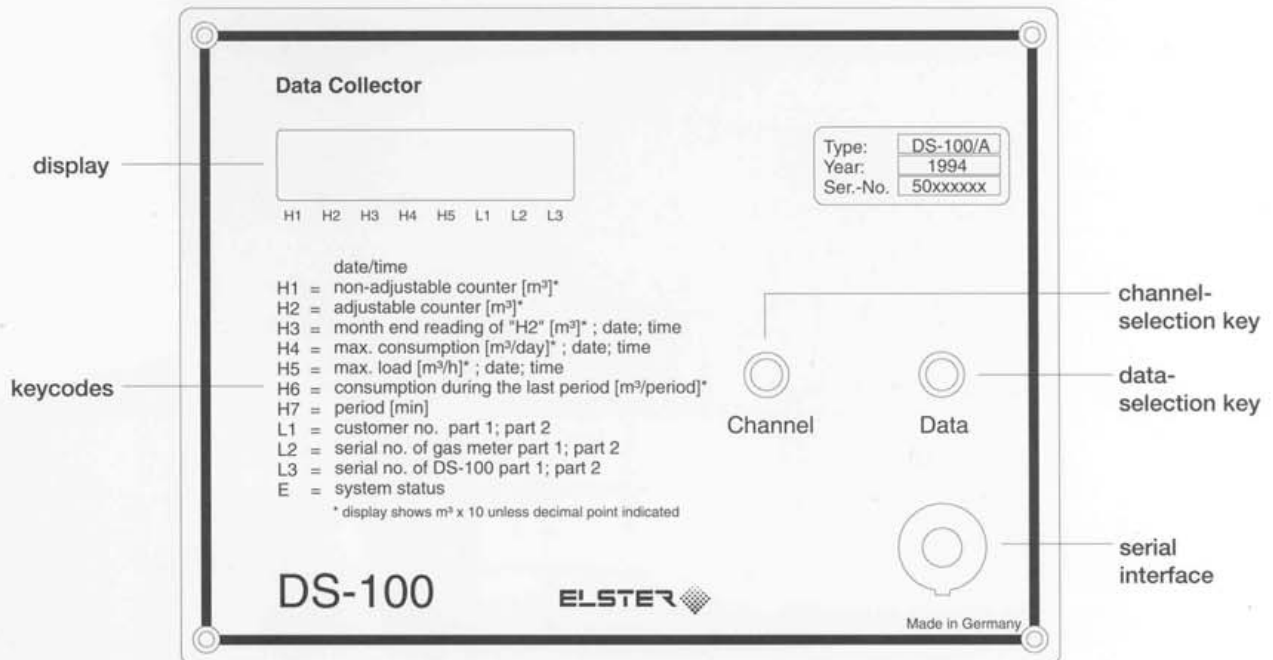 Data Collector
display
Type: DS-100/A
Year: 1994
Ser.-No. 50xxxxxx
H1 H2 H3 H4 H5 L1 L2 L3
date/time
H1 = non-adjustable counter [m³]*
H2 = adjustable counter [m³]*
H3 = month end reading of "H2" [m³]* ; date; time
H4 = max. consumption [m³/day]* ; date; time
H5 = max. load [m³/h]* ; date; time
H6 = consumption during the last period [m³/period]*
H7 = period [min]
L1 = customer no. part 1; part 2
L2 = serial no. of gas meter part 1; part 2
L3 = serial no. of DS-100 part 1; part 2
E = system status
* display shows m³ x 10 unless decimal point indicated
keycodes
channel-
selection key
data-
selection key
Channel
Data
serial
interface
DS-100
ELSTER
Made in Germany